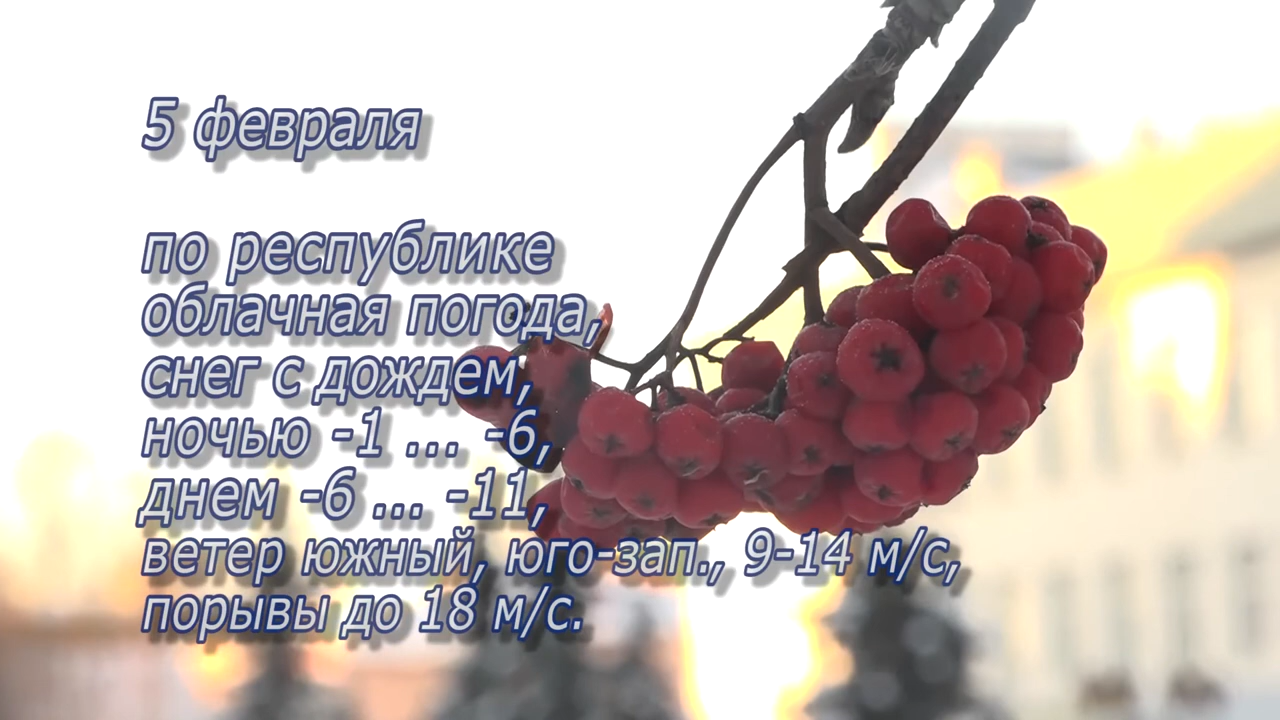 5 февраля
по республике
облачная погода,
снег с дождем,
ночью -1 ... -6,
днем -6 ... -11,
ветер южный, юго-зап., 9-14 м/с,
порывы до 18 м/с.